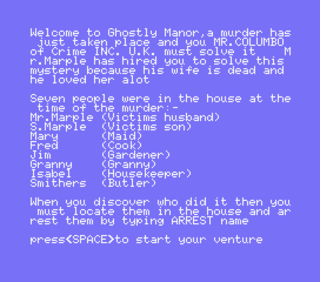 Welcome to Ghostly Manor,a murder has
just taken place and you MR.COLUMBO
of Crime INC. U.K. must solve it    M
r.Marple has hired you to solve this
mystery because his wife is dead and
he loved her alot
Seven people were in the house at the
time of the murder:-
Mr.Marple (Victims husband)
S.Marple  (Victims son)
Mary      (Maid)
Fred      (Cook)
Jim       (Gardener)
Granny    (Granny)
Isabel    (Housekeeper)
Smithers  (Butler)
When you discover who did it then you
must locate them in the house and ar
rest them by typing ARREST name
press<SPACE>to start your venture